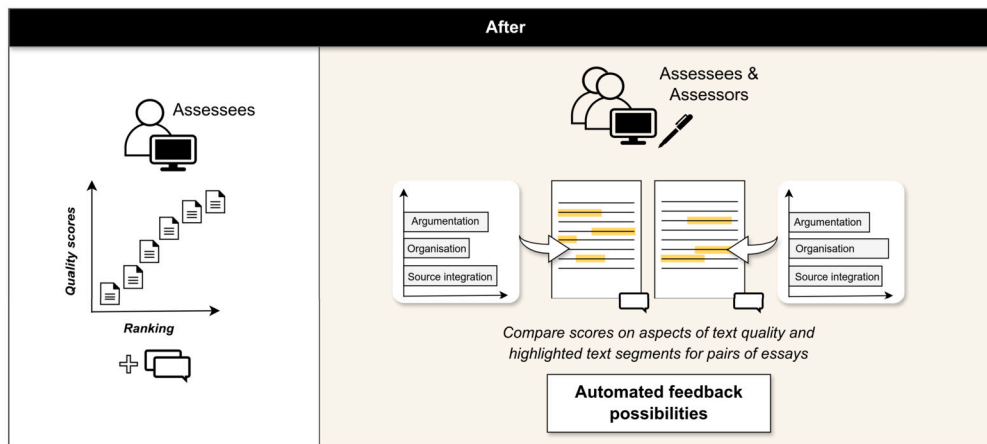 After
Assessees
Quality scores
Ranking
Assessees &
Assessors
Argumentation
Organisation
Source integration
Argumentation
Organisation
Source integration
Compare scores on aspects of text quality and
highlighted text segments for pairs of essays
Automated feedback
possibilities